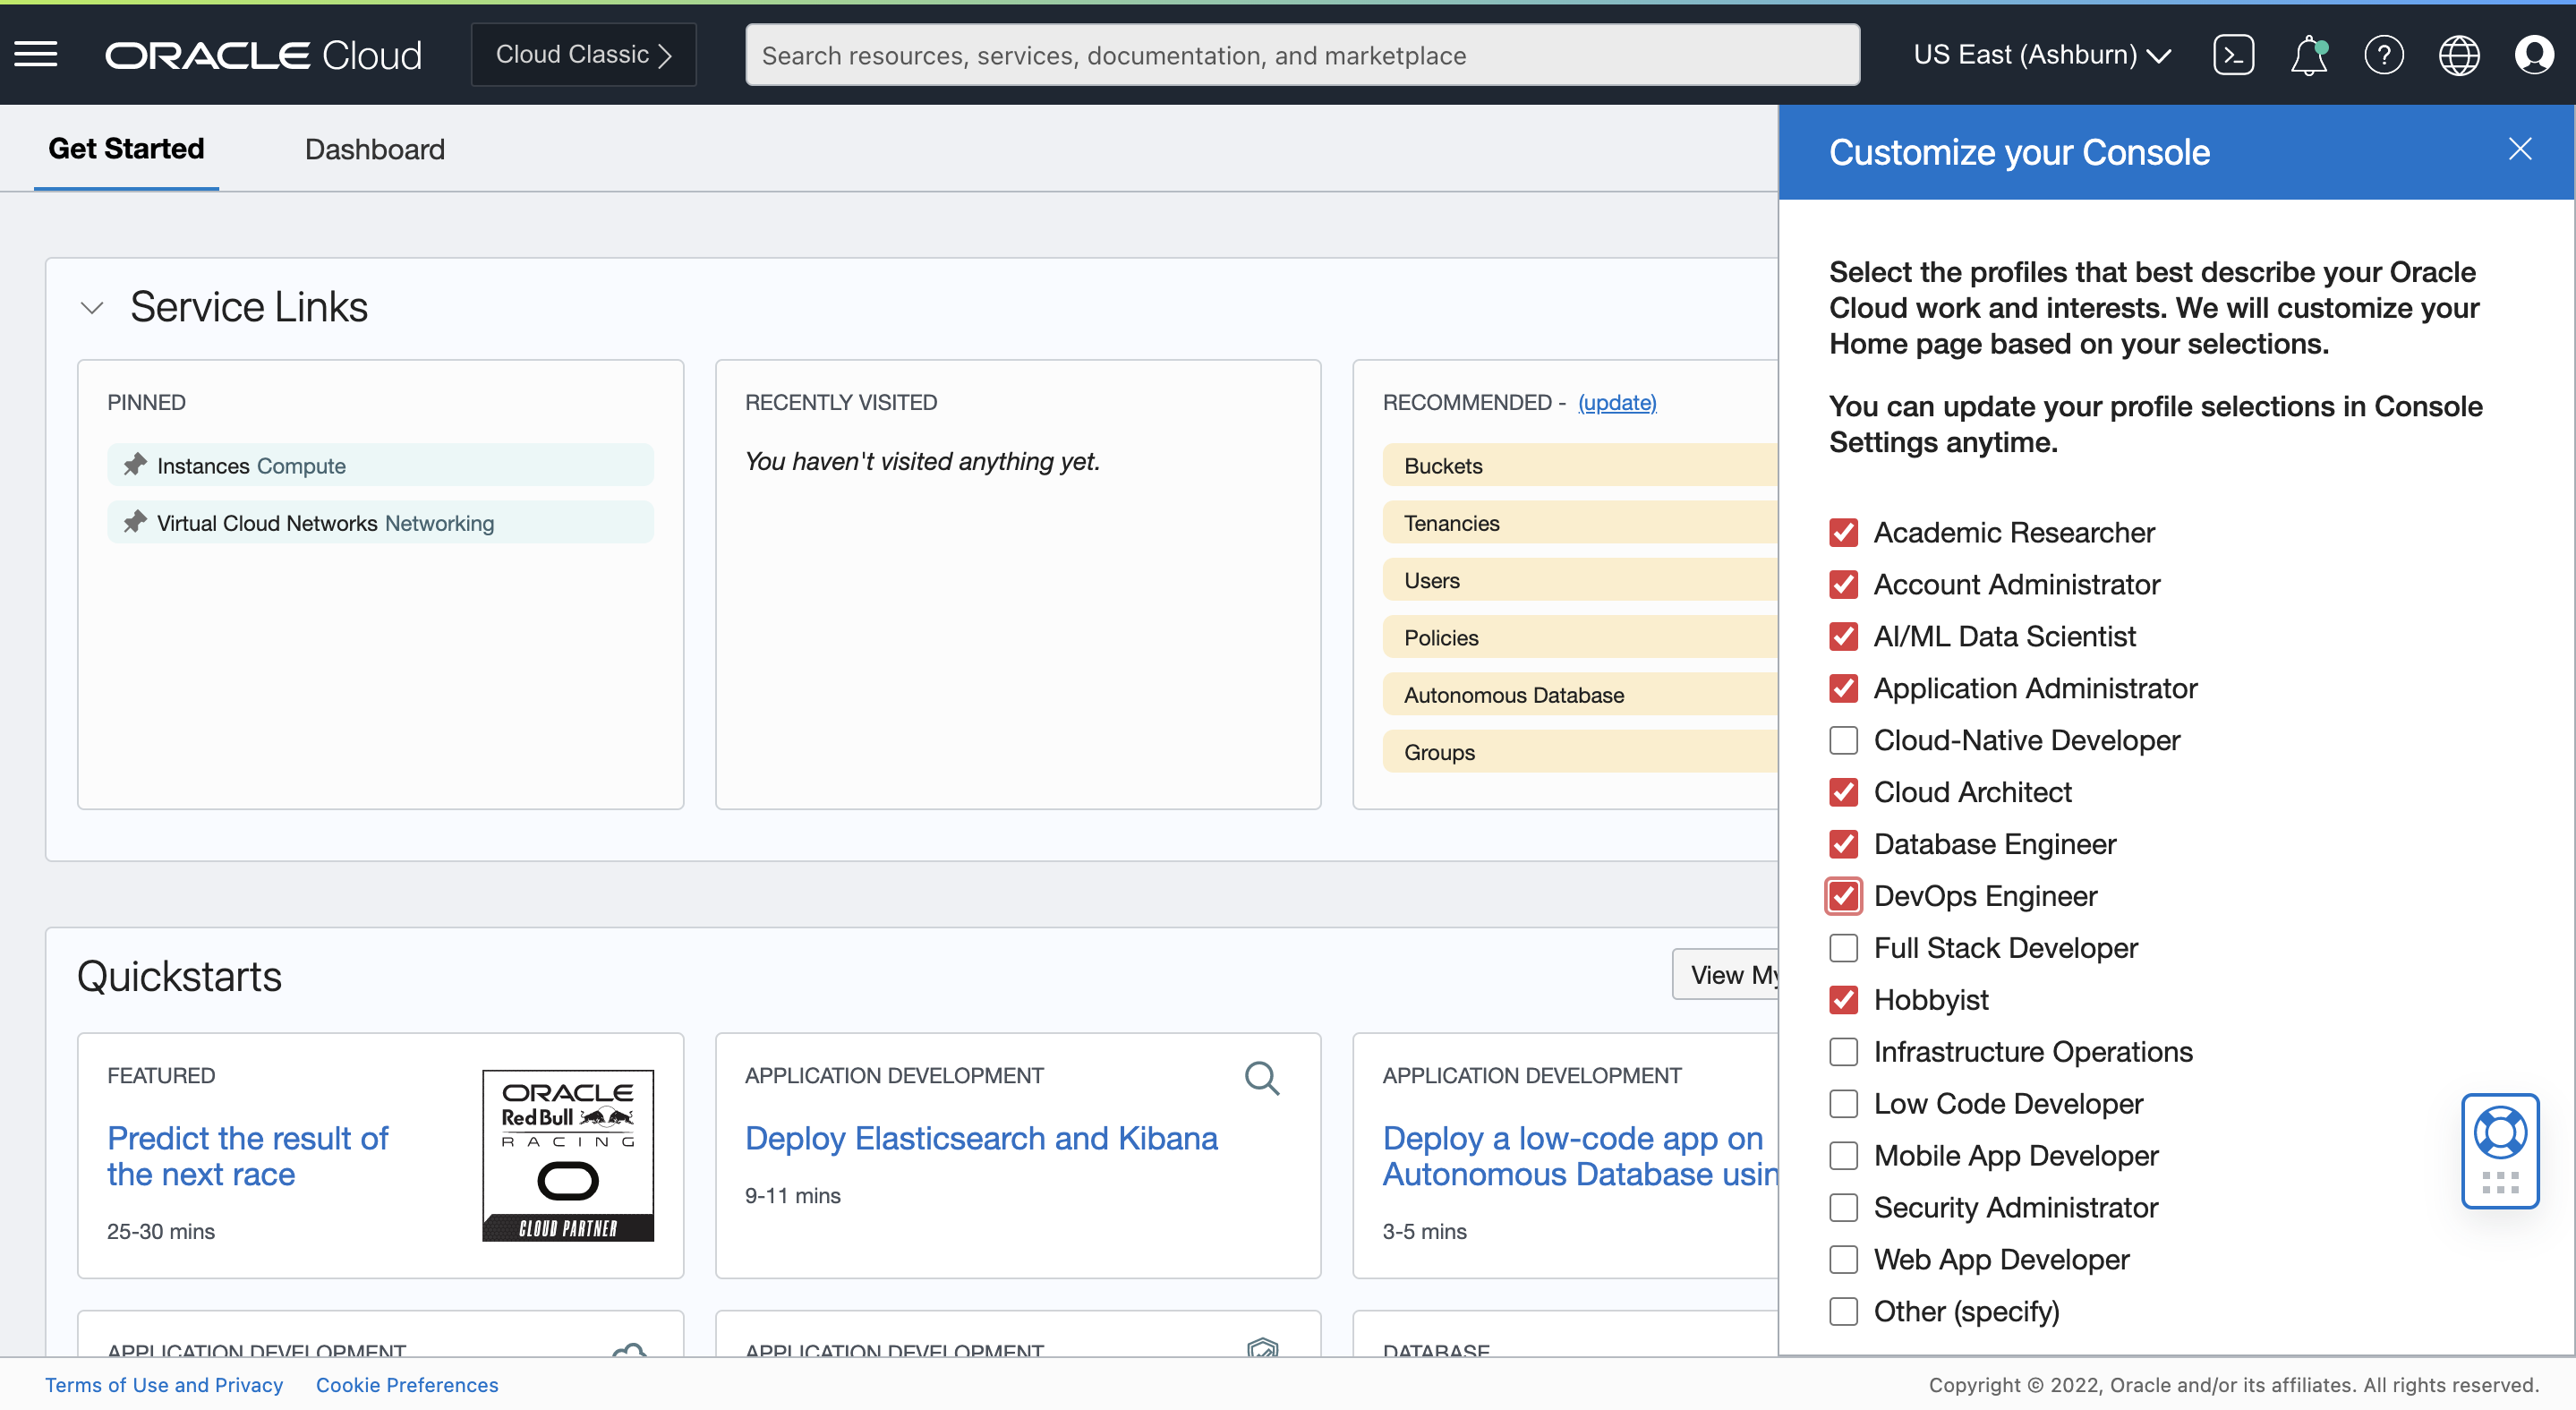 ORACLE Cloud
Cloud Classic
Search resources, services, documentation, and marketplace
US East (Ashburn)
Get Started
Dashboard
Service Links
PINNED
Instances Compute
Virtual Cloud Networks Networking
RECENTLY VISITED
You haven't visited anything yet.
RECOMMENDED - (update)
Buckets
Tenancies
Users
Policies
Autonomous Database
Groups
Quickstarts
View My
FEATURED
Predict the result of
the next race
25-30 mins
ORACLE
Red Bull
RACING
CLOUD PARTNER
APPLICATION DEVELOPMENT
Deploy Elasticsearch and Kibana
9-11 mins
APPLICATION DEVELOPMENT
Deploy a low-code app on
Autonomous Database usin
3-5 mins
APPLICATION DEVELOPMENT
APPLICATION DEVELOPMENT
DATABASE
Customize your Console
Select the profiles that best describe your Oracle
Cloud work and interests. We will customize your
Home page based on your selections.
You can update your profile selections in Console
Settings anytime.
Academic Researcher
Account Administrator
AI/ML Data Scientist
Application Administrator
Cloud-Native Developer
Cloud Architect
Database Engineer
DevOps Engineer
Full Stack Developer
Hobbyist
Infrastructure Operations
Low Code Developer
Mobile App Developer
Security Administrator
Web App Developer
Other (specify)
Terms of Use and Privacy
Cookie Preferences
Copyright © 2022, Oracle and/or its affiliates. All rights reserved.